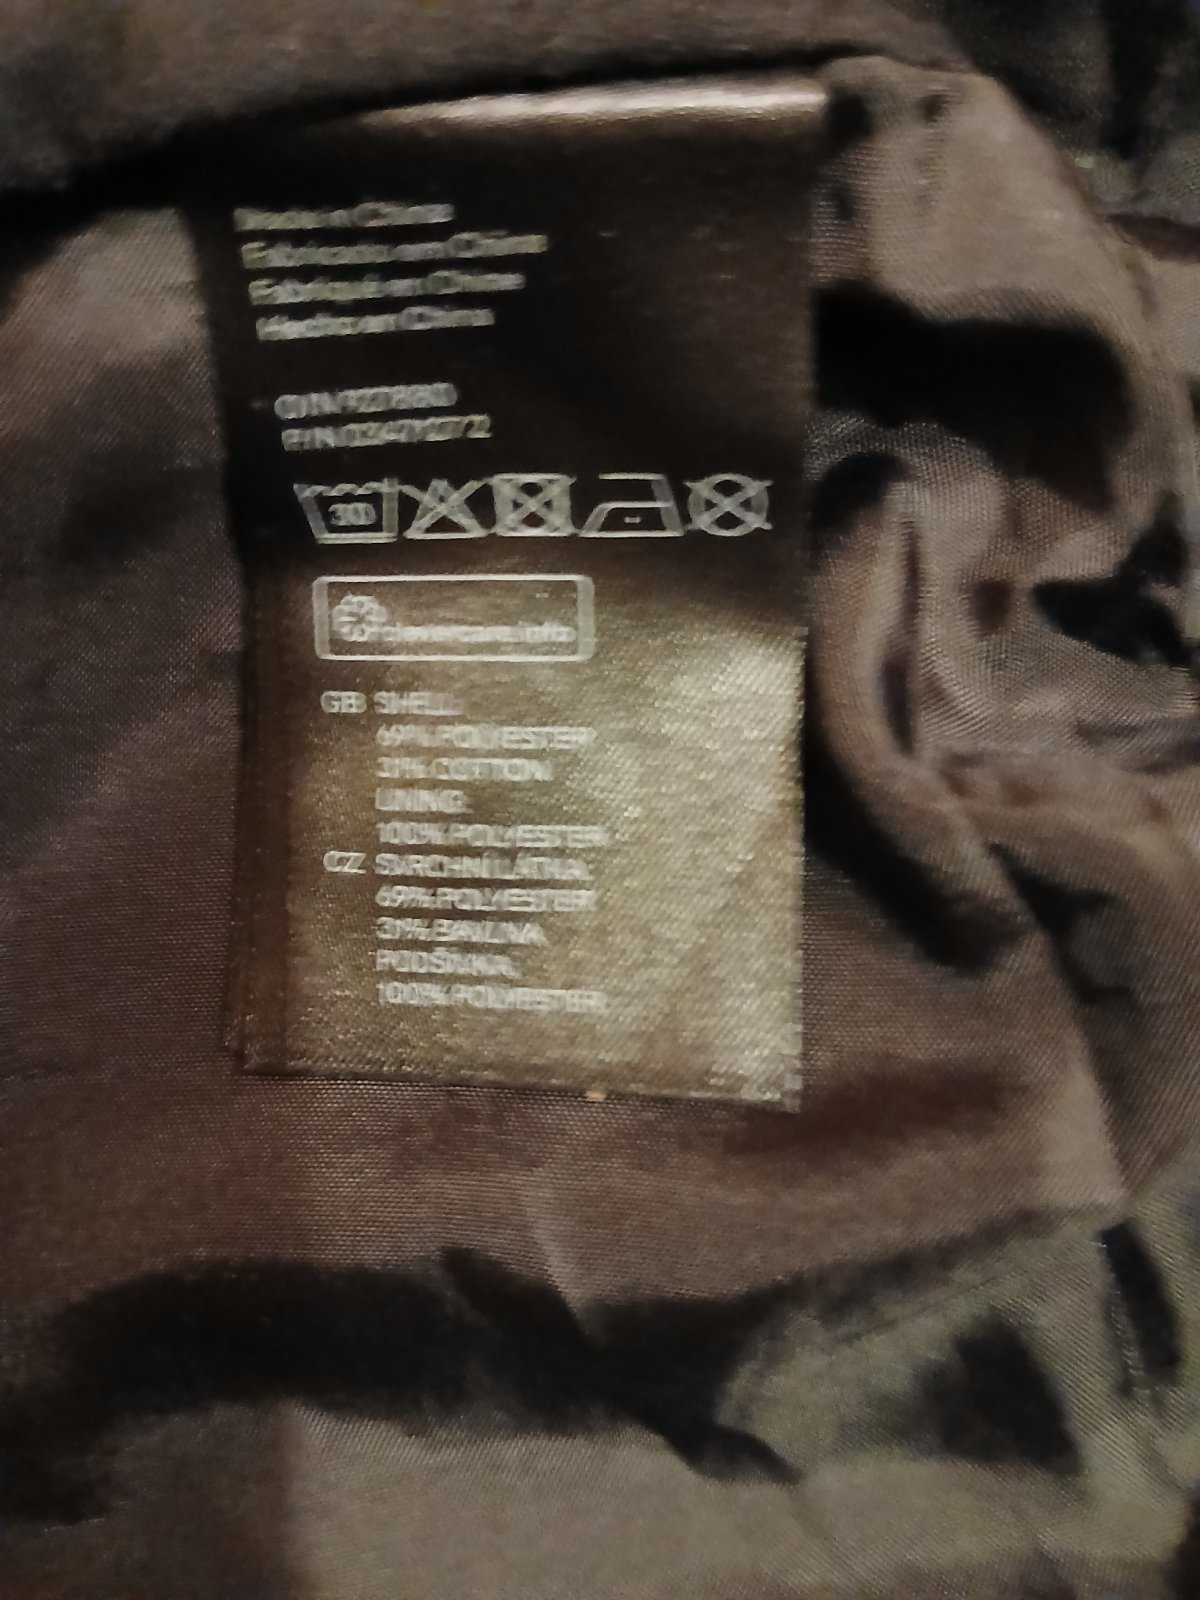 Made in China
Fabricado en China
Fabriqué en Chine
Hecho en China
30
clevercare.info
GB SHELL:
69% POLYESTER
31% COTTON
LINING:
100% POLYESTER
CZ SVRCHNÍ LÁTKA:
69% POLYESTER
31% BAVLNA
PODŠÍVKA:
100% POLYESTER